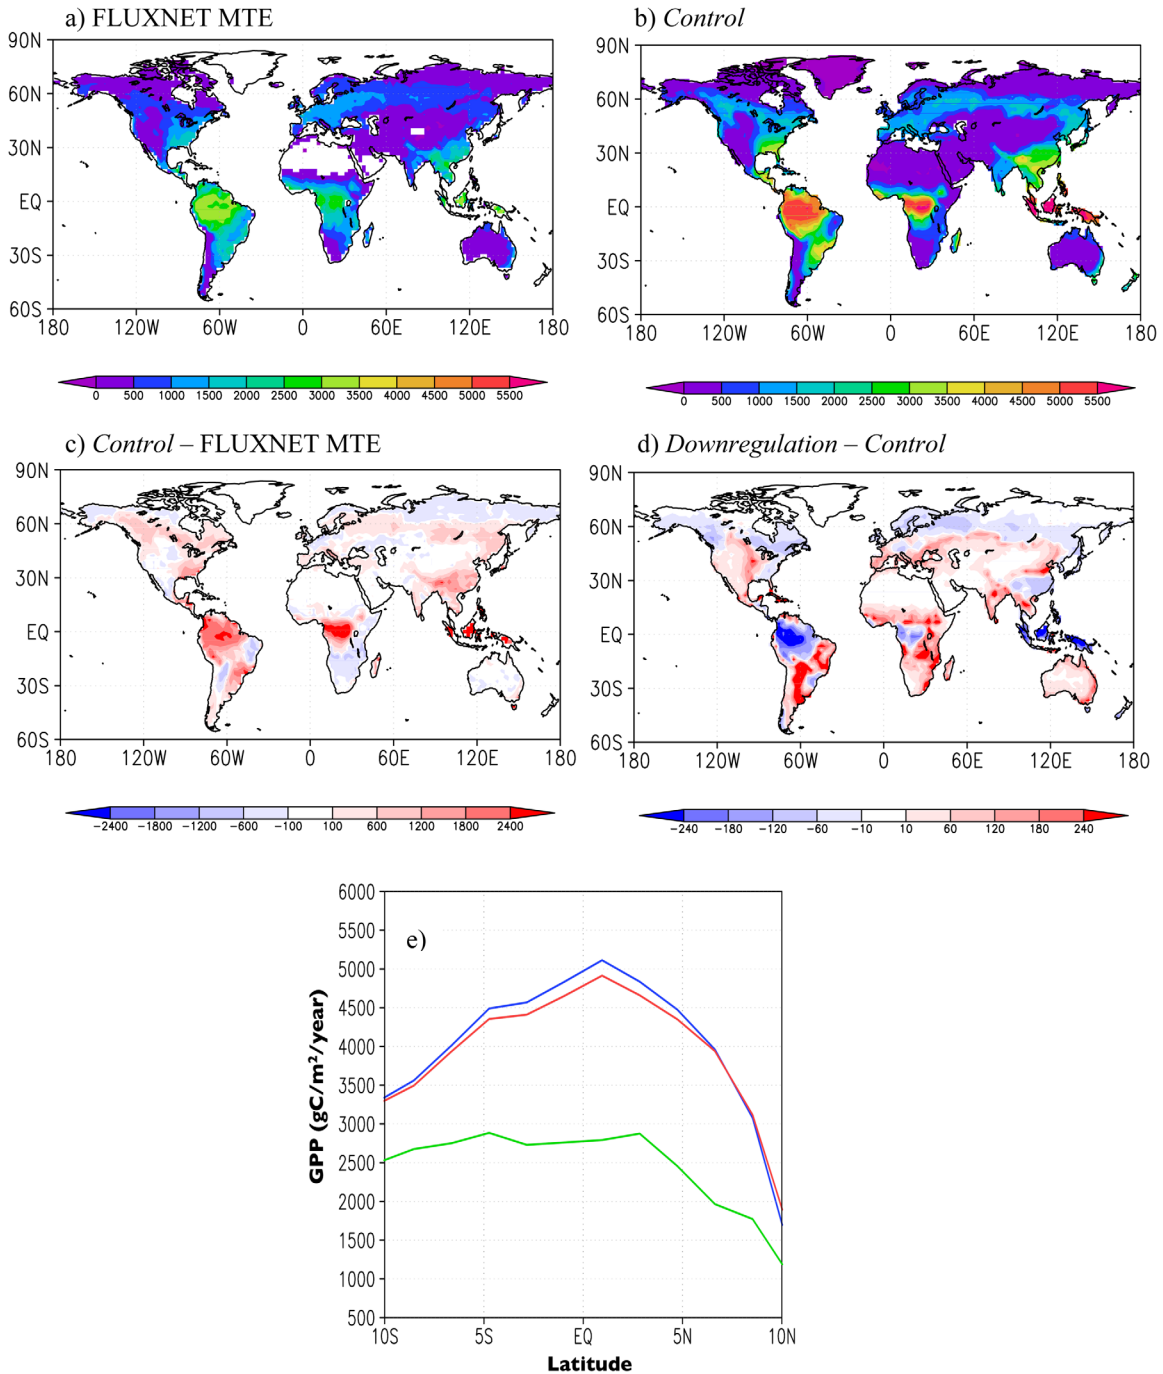 a) FLUXNET MTE
b) Control
90N
60N
30N
EQ
30S
60S
180 120W 60W 0 60E 120E 180
0 500 1000 1500 2000 2500 3000 3500 4000 4500 5000 5500
90N
60N
30N
EQ
30S
60S
180 120W 60W 0 60E 120E 180
0 500 1000 1500 2000 2500 3000 3500 4000 4500 5000 5500
c) Control – FLUXNET MTE
d) Downregulation – Control
90N
60N
30N
EQ
30S
60S
180 120W 60W 0 60E 120E 180
−2400 −1800 −1200 −600 −100 100 600 1200 1800 2400
90N
60N
30N
EQ
30S
60S
180 120W 60W 0 60E 120E 180
−240 −180 −120 −60 −10 10 60 120 180 240
e)
GPP (gC/m²/year)
6000
5500
5000
4500
4000
3500
3000
2500
2000
1500
1000
500
10S 5S EQ 5N 10N
Latitude